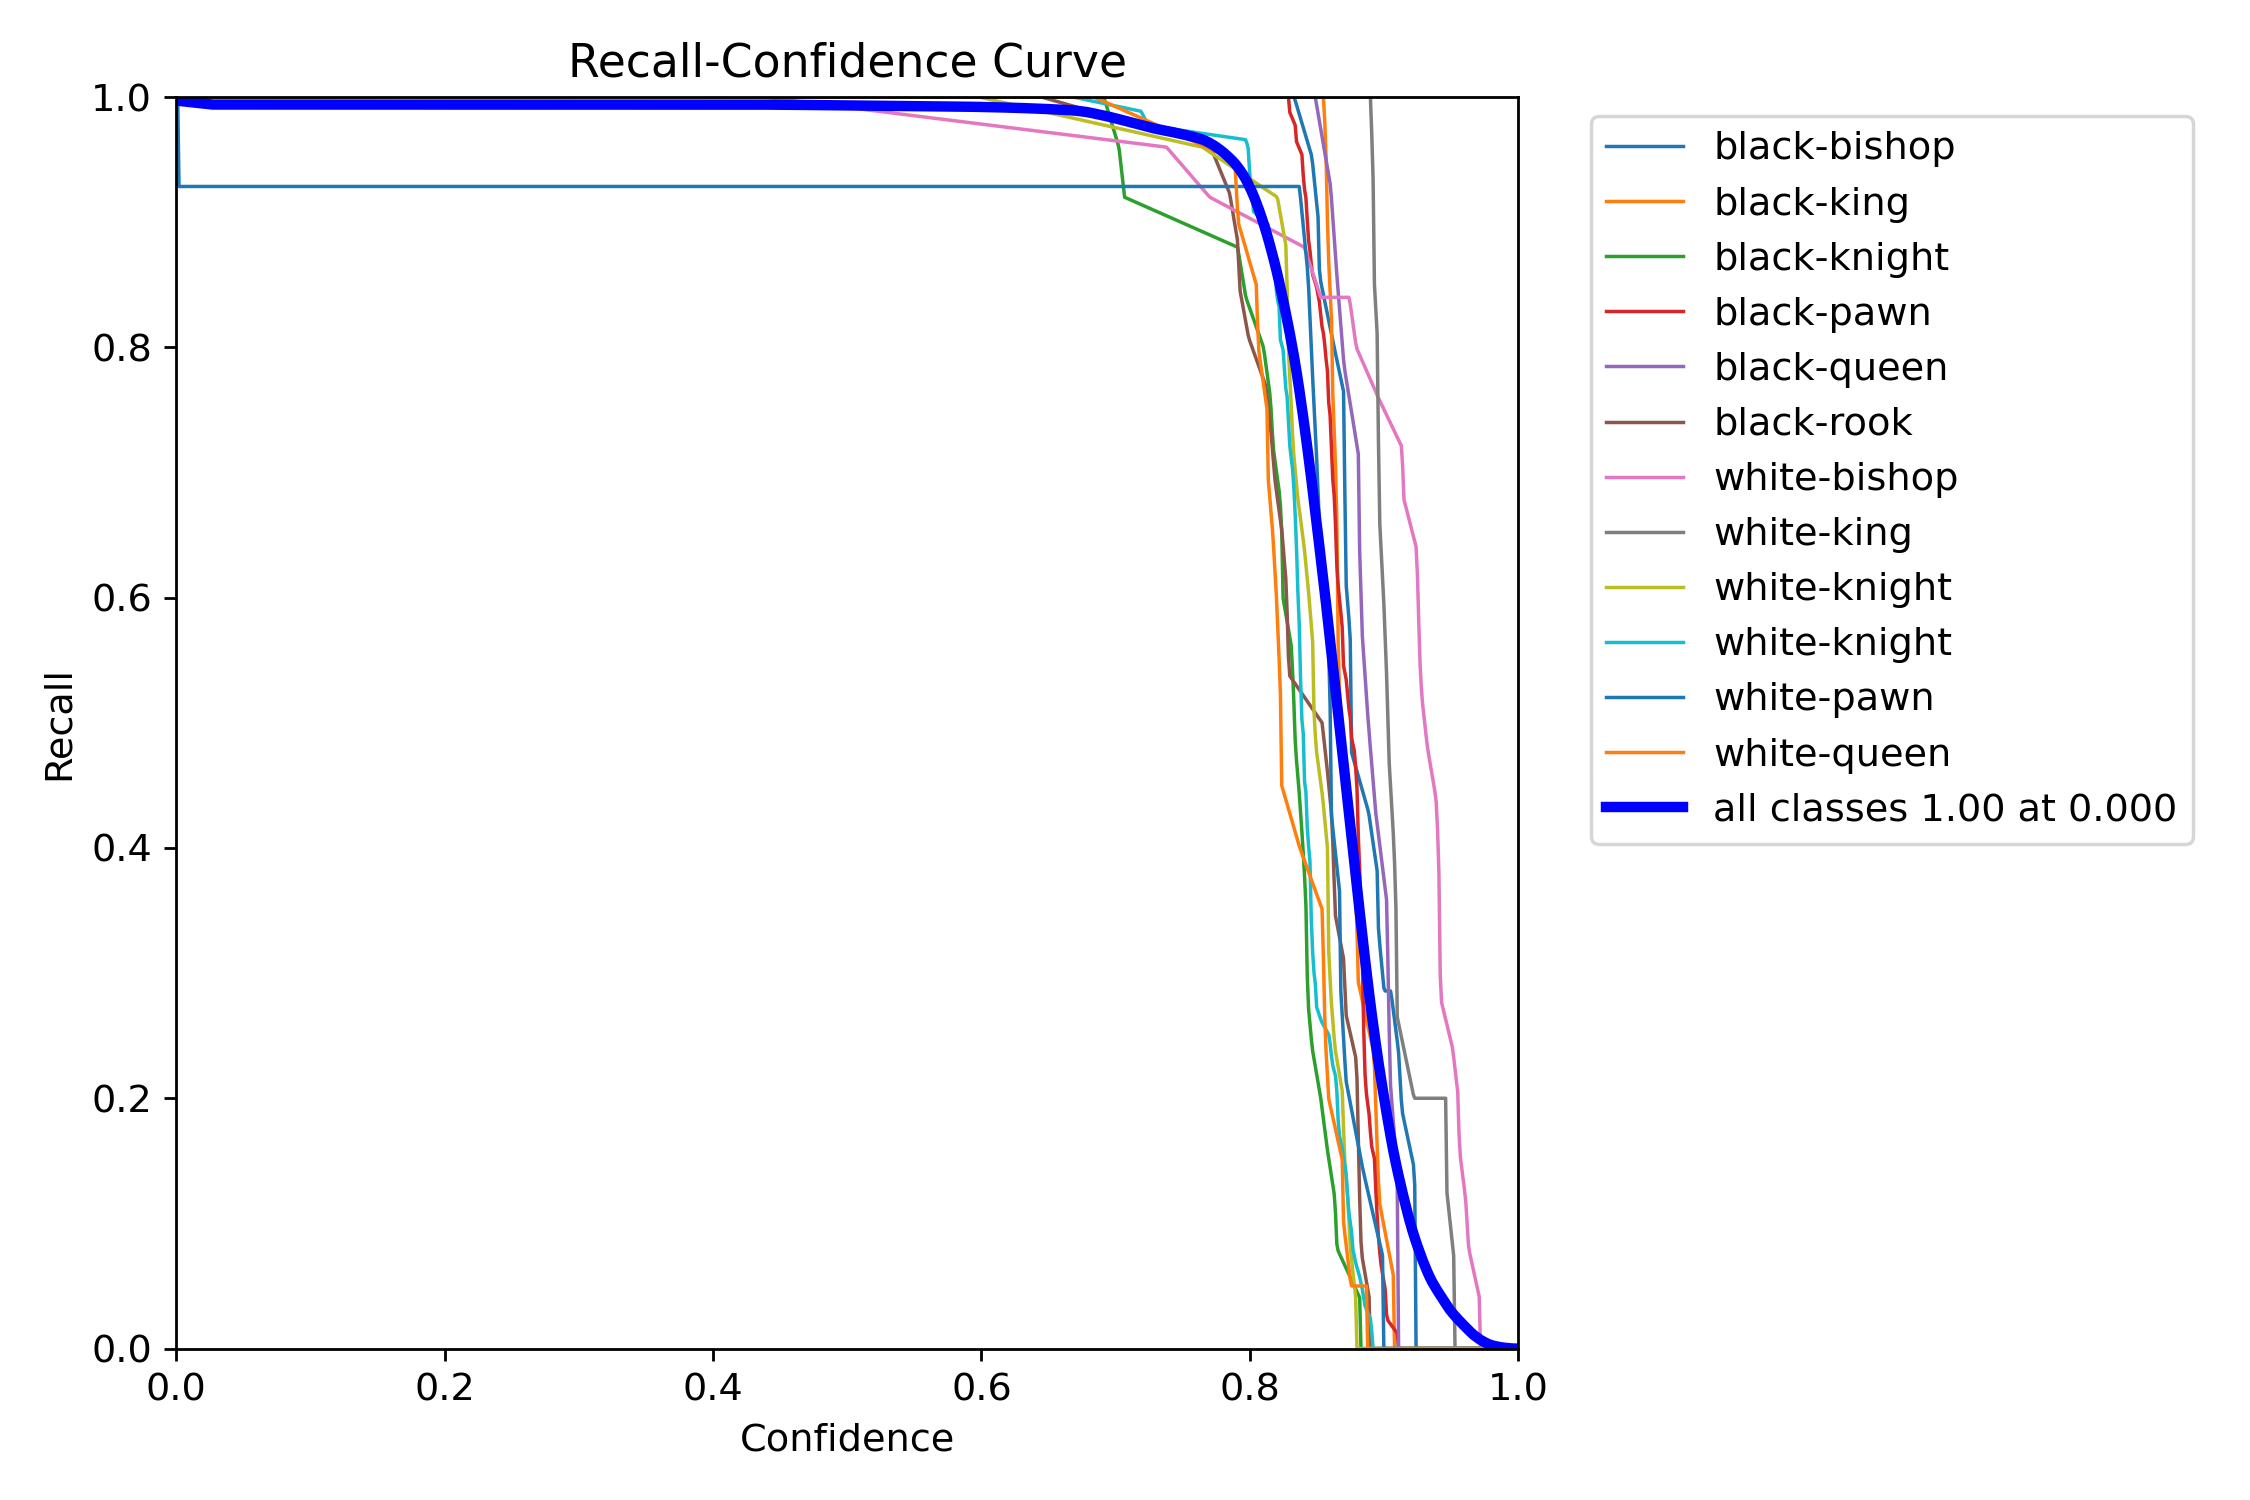 Recall-Confidence Curve
1.0
0.8
0.6
0.4
0.2
0.0
Recall
0.0 0.2 0.4 0.6 0.8 1.0
Confidence
black-bishop
black-king
black-knight
black-pawn
black-queen
black-rook
white-bishop
white-king
white-knight
white-knight
white-pawn
white-queen
all classes 1.00 at 0.000